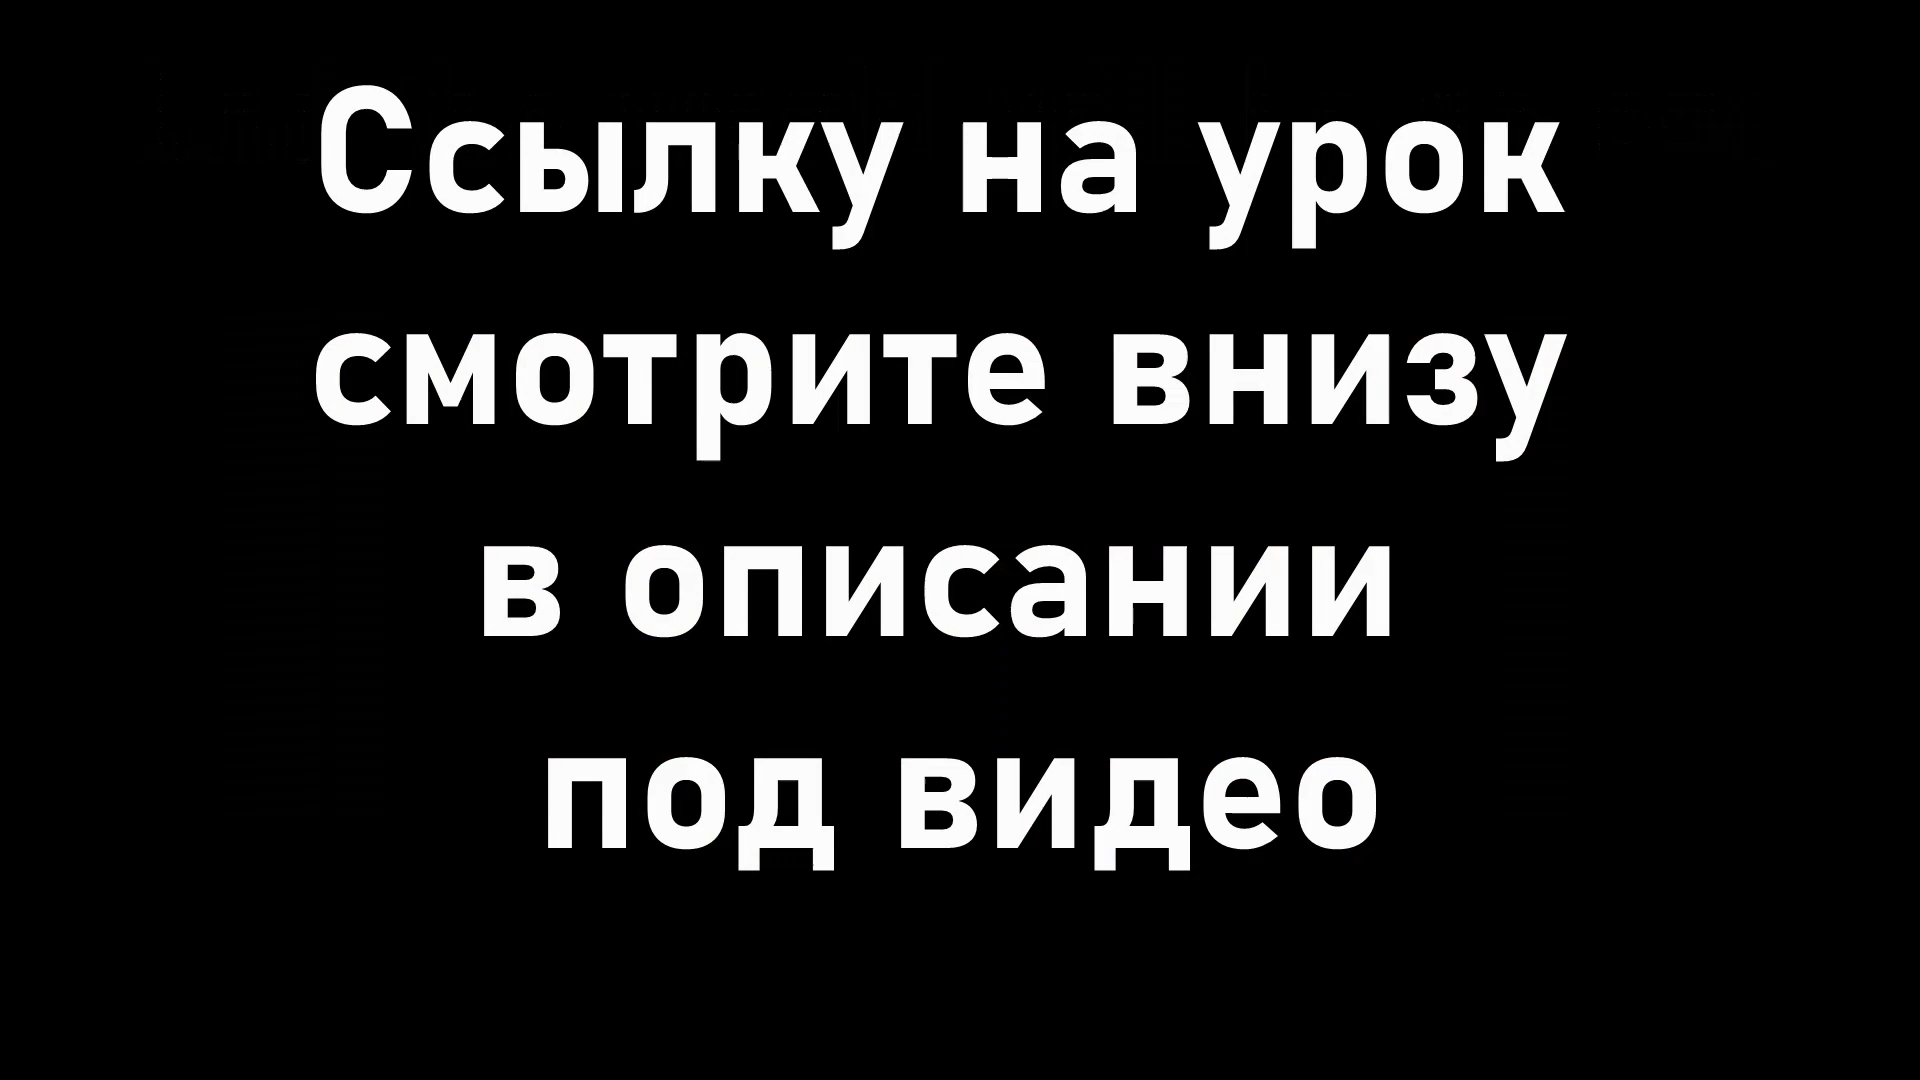 Ссылку на урок
смотрите внизу
в описании
под видео